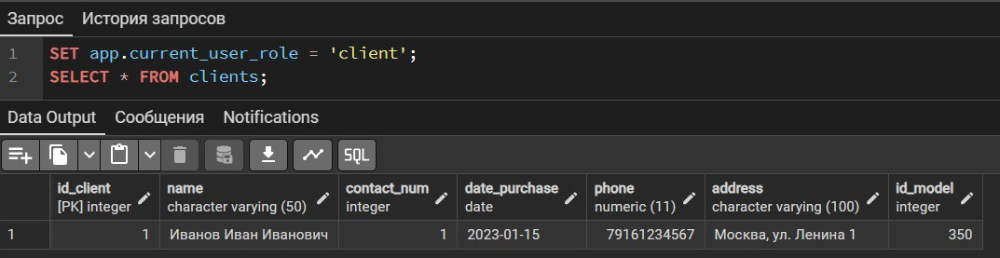 Запрос История запросов
1 SET app.current_user_role = 'client';
2 SELECT * FROM clients;
Data Output Сообщения Notifications
SQL
id_client name contact_num date_purchase phone address id_model
[PK] integer character varying (50) integer date numeric (11) character varying (100) integer
1 1 Иванов Иван Иванович 1 2023-01-15 79161234567 Москва, ул. Ленина 1 350